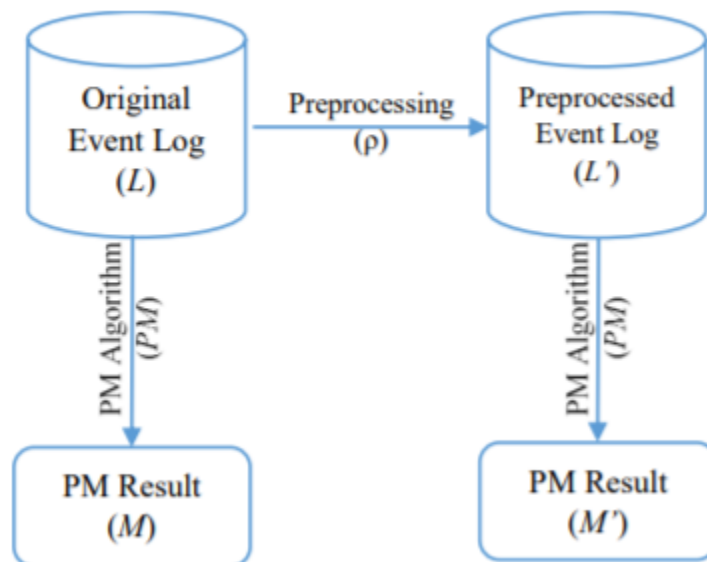 Original
Event Log
(L)
Preprocessing
(ρ)
Preprocessed
Event Log
(L’)
PM Algorithm
(PM)
PM Algorithm
(PM)
PM Result
(M)
PM Result
(M’)